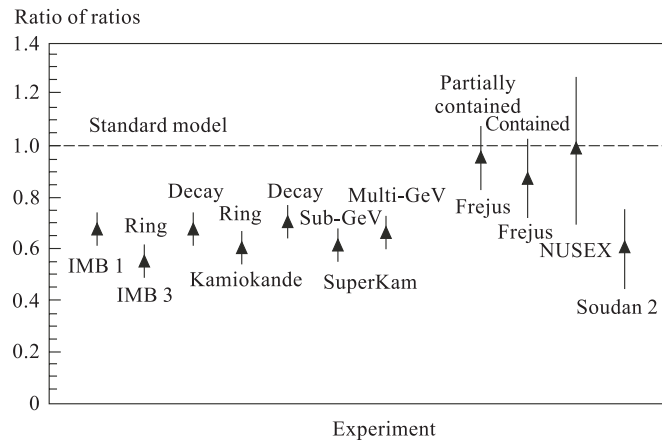 Ratio of ratios
1.4
1.2
1.0
0.8
0.6
0.4
0.2
0
Standard model
Partially
contained
Contained
Decay
Decay
Multi-GeV
Ring
Ring
Sub-GeV
Frejus
Frejus
IMB 1
IMB 3
Kamiokande
SuperKam
NUSEX
Soudan 2
Experiment